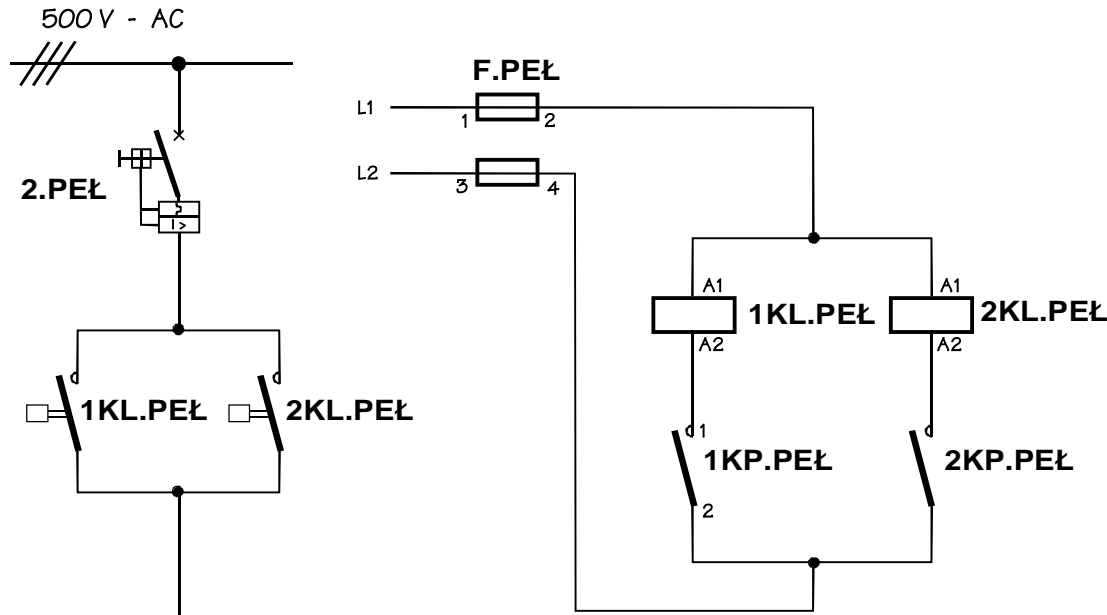 500 V - AC
F.PEŁ
L1
1
2
L2
3
4
2.PEŁ
I >
A1
1KL.PEŁ
A2
A1
2KL.PEŁ
A2
1KL.PEŁ
2KL.PEŁ
1
1KP.PEŁ
2
2KP.PEŁ